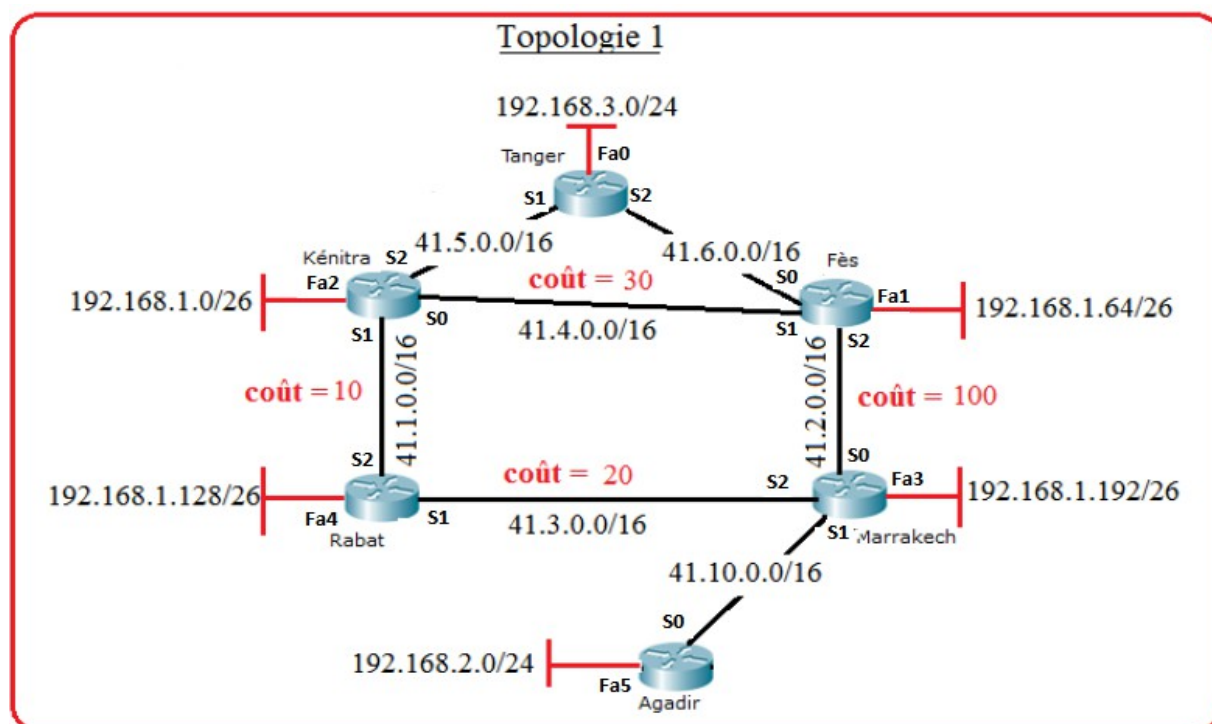 Topologie 1
192.168.3.0/24
Tanger
Fa0
S1
S2
41.5.0.0/16
41.6.0.0/16
Kénitra
S2
S0
Fès
Fa2
coût = 30
Fa1
192.168.1.0/26
S0
S1
192.168.1.64/26
S1
41.4.0.0/16
S2
coût = 10
41.1.0.0/16
41.2.0.0/16
coût = 100
S2
coût = 20
S0
S2
Fa3
192.168.1.128/26
192.168.1.192/26
Fa4
S1
41.3.0.0/16
S1
Rabat
Marrakech
41.10.0.0/16
S0
192.168.2.0/24
Fa5
Agadir